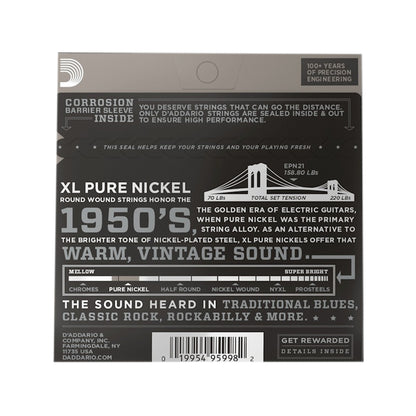 100+ YEARS
OF PRECISION
ENGINEERING
CORROSION
BARRIER SLEEVE
INSIDE
YOU DESERVE STRINGS THAT CAN GO THE DISTANCE.
ONLY D'ADDARIO STRINGS ARE SEALED INSIDE & OUT
TO ENSURE HIGH PERFORMANCE.
THIS SEAL HELPS KEEP YOUR STRINGS AND YOUR PLAYING FRESH
EPN21
158.80 LBs
70 LBs TOTAL SET TENSION 220 LBs
XL PURE NICKEL
ROUND WOUND STRINGS HONOR THE
1950'S,
THE GOLDEN ERA OF ELECTRIC GUITARS,
WHEN PURE NICKEL WAS THE PRIMARY
STRING ALLOY. AS AN ALTERNATIVE TO
THE BRIGHTER TONE OF NICKEL-PLATED STEEL, XL PURE NICKELS OFFER THAT
WARM, VINTAGE SOUND.
MELLOW SUPER BRIGHT
CHROMES PURE NICKEL HALF ROUND NICKEL WOUND NYXL PROSTEELS
THE SOUND HEARD IN TRADITIONAL BLUES,
CLASSIC ROCK, ROCKABILLY & MORE.
D'ADDARIO &
COMPANY, INC.
FARMINGDALE, NY
11735 USA
DADDARIO.COM
0 19954 95998 2
GET REWARDED
DETAILS INSIDE